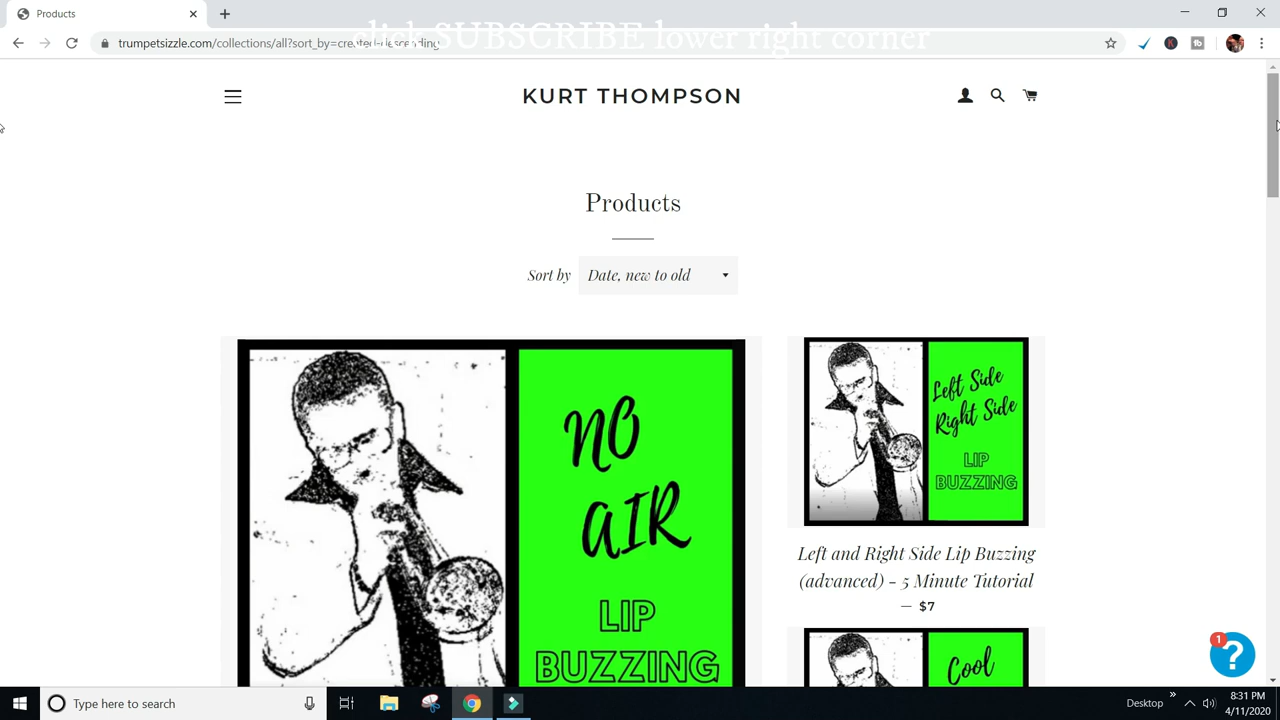 Products
click SUBSCRIBE lower right corner
trumpetsizzle.com/collections/all?sort_by=created-descending
KURT THOMPSON
Products
Sort by Date, new to old
NO
AIR
LIP
BUZZING
Left Side
Right Side
LIP
BUZZING
Left and Right Side Lip Buzzing
(advanced) - 5 Minute Tutorial
— $7
Cool
1
?
Type here to search
Desktop
»
8:31 PM
4/11/2020